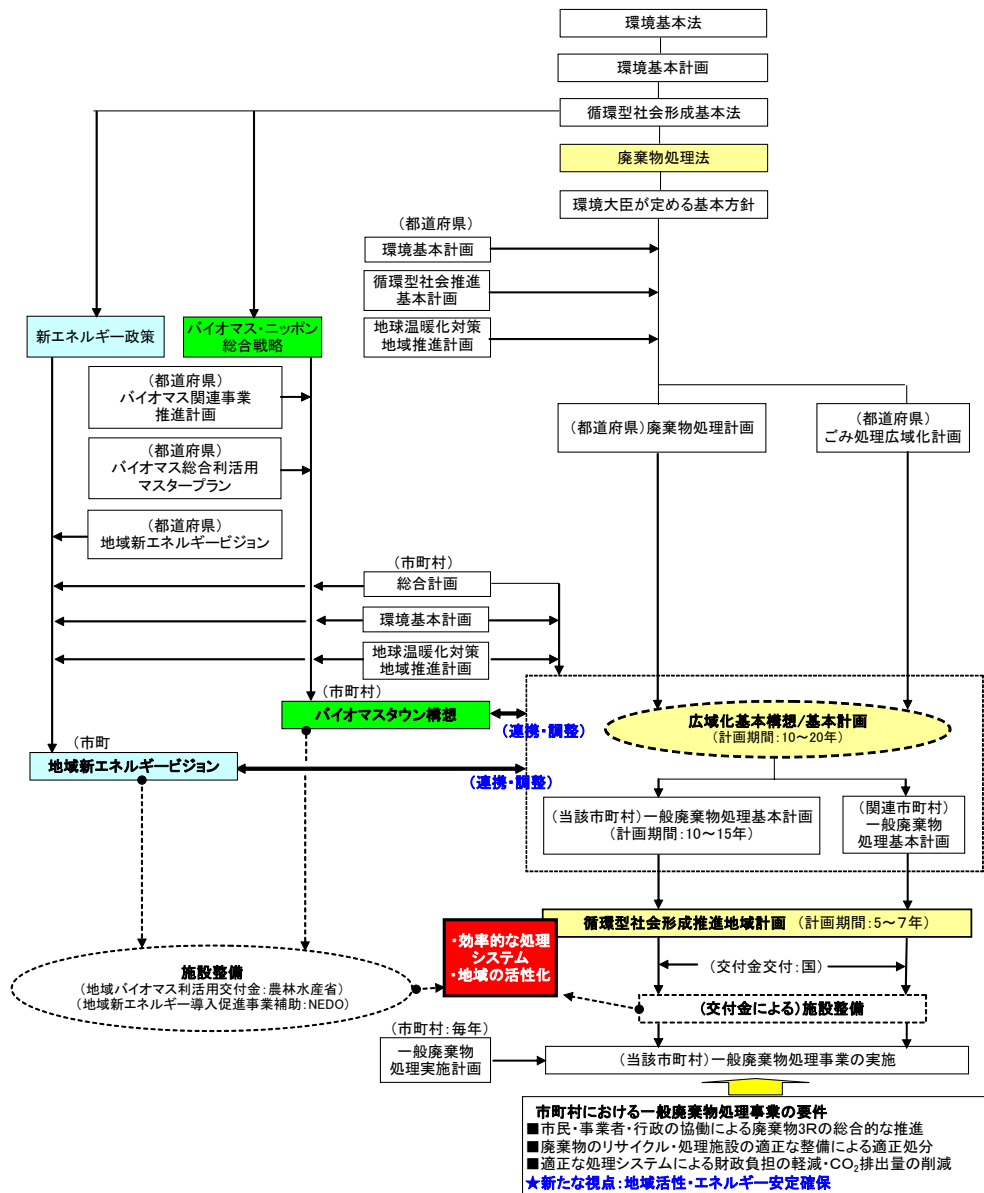 環境基本法
環境基本計画
循環型社会形成基本法
廃棄物処理法
環境大臣が定める基本方針
(都道府県)
環境基本計画
循環型社会推進
基本計画
地球温暖化対策
地域推進計画
新エネルギー政策
バイオマス・ニッポン
総合戦略
(都道府県)
バイオマス関連事業
推進計画
(都道府県)廃棄物処理計画
(都道府県)
ごみ処理広域化計画
(都道府県)
バイオマス総合利活用
マスタープラン
(都道府県)
地域新エネルギービジョン
(市町村)
総合計画
環境基本計画
地球温暖化対策
地域推進計画
(市町村)
バイオマスタウン構想
(連携・調整)
広域化基本構想/基本計画
(計画期間:10~20年)
(市町
地域新エネルギービジョン
(連携・調整)
(当該市町村)一般廃棄物処理基本計画
(計画期間:10~15年)
(関連市町村)
一般廃棄物
処理基本計画
循環型社会形成推進地域計画 (計画期間:5~7年)
・効率的な処理
システム
・地域の活性化
(交付金交付:国)
施設整備
(地域バイオマス利活用交付金:農林水産省)
(地域新エネルギー導入促進事業補助:NEDO)
(交付金による)施設整備
(市町村:毎年)
一般廃棄物
処理実施計画
(当該市町村)一般廃棄物処理事業の実施
市町村における一般廃棄物処理事業の要件
■市民・事業者・行政の協働による廃棄物3Rの総合的な推進
■廃棄物のリサイクル・処理施設の適正な整備による適正処分
■適正な処理システムによる財政負担の軽減・CO₂排出量の削減
★新たな視点:地域活性・エネルギー安定確保